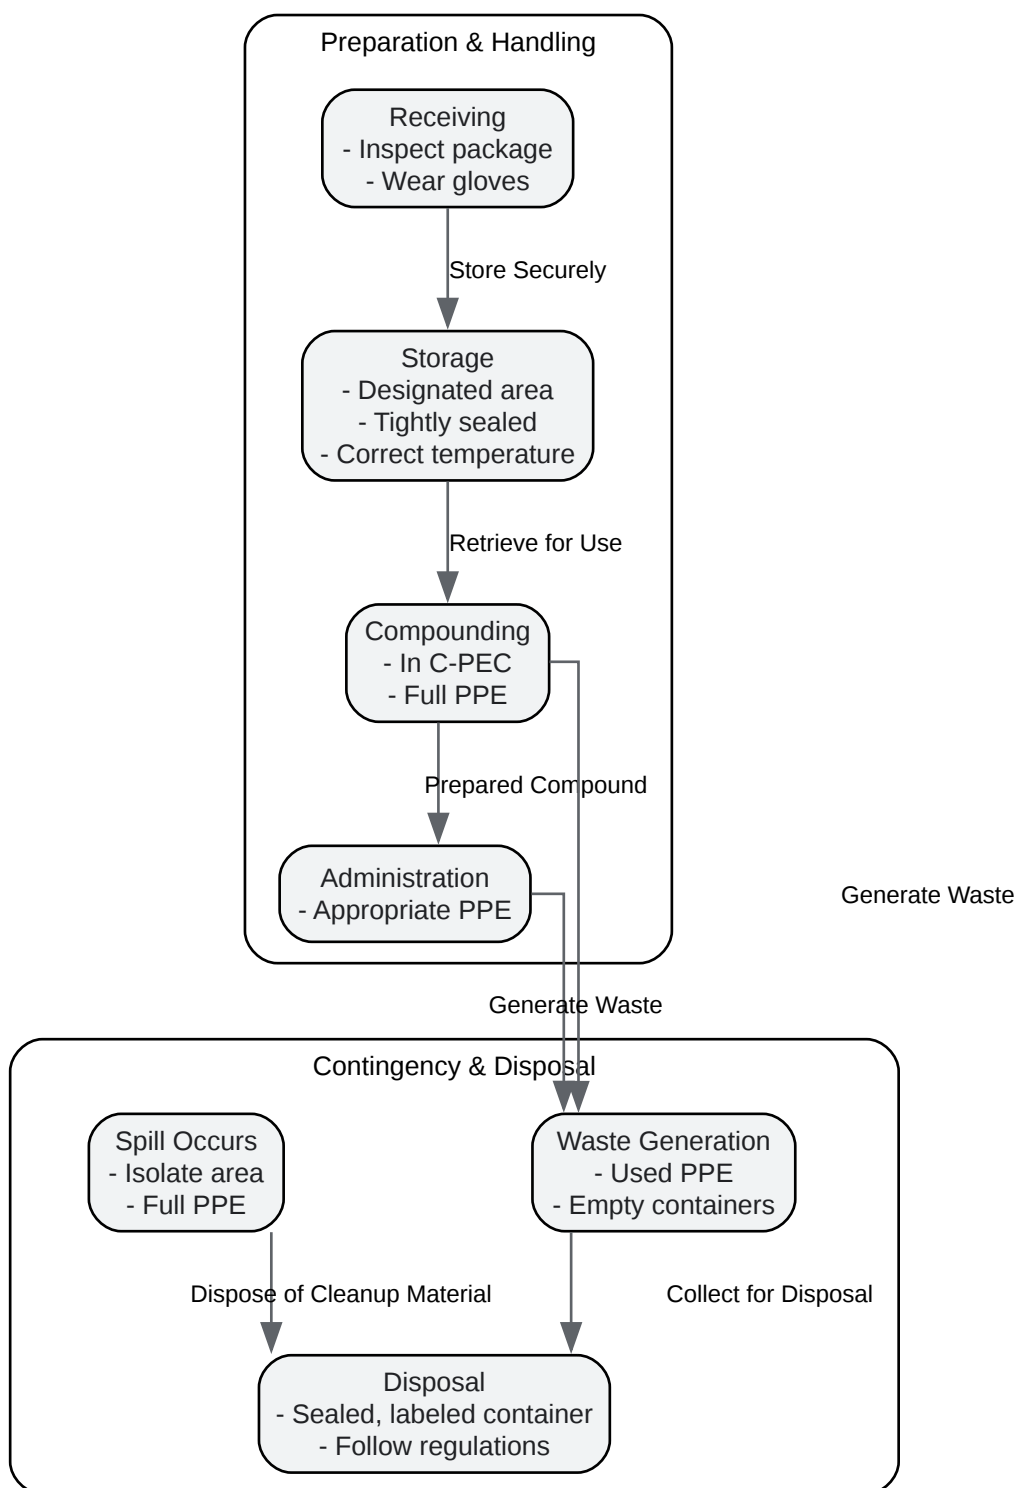 Preparation & Handling
Receiving
- Inspect package
- Wear gloves
Store Securely
Storage
- Designated area
- Tightly sealed
- Correct temperature
Retrieve for Use
Compounding
- In C-PEC
- Full PPE
Prepared Compound
Administration
- Appropriate PPE
Generate Waste
Generate Waste
Contingency & Disposal
Spill Occurs
- Isolate area
- Full PPE
Waste Generation
- Used PPE
- Empty containers
Dispose of Cleanup Material
Collect for Disposal
Disposal
- Sealed, labeled container
- Follow regulations